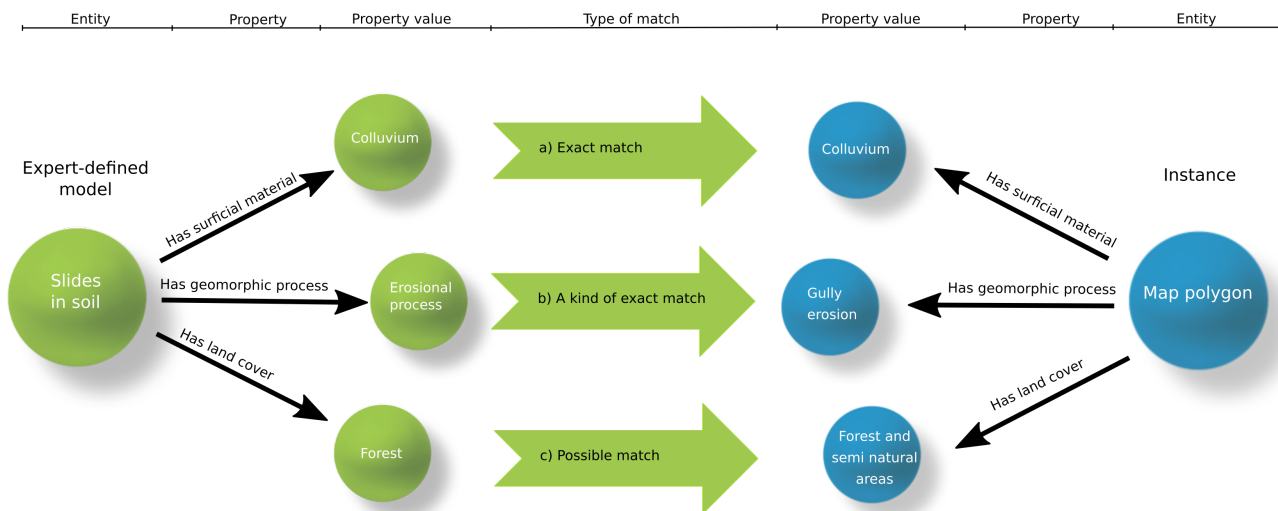 Entity
Property
Property value
Type of match
Property value
Property
Entity
Expert-defined
model
Slides
in soil
Has surficial material
Has geomorphic process
Has land cover
Colluvium
Erosional
process
Forest
a) Exact match
b) A kind of exact match
c) Possible match
Colluvium
Gully
erosion
Forest and
semi natural
areas
Has surficial material
Has geomorphic process
Has land cover
Instance
Map polygon